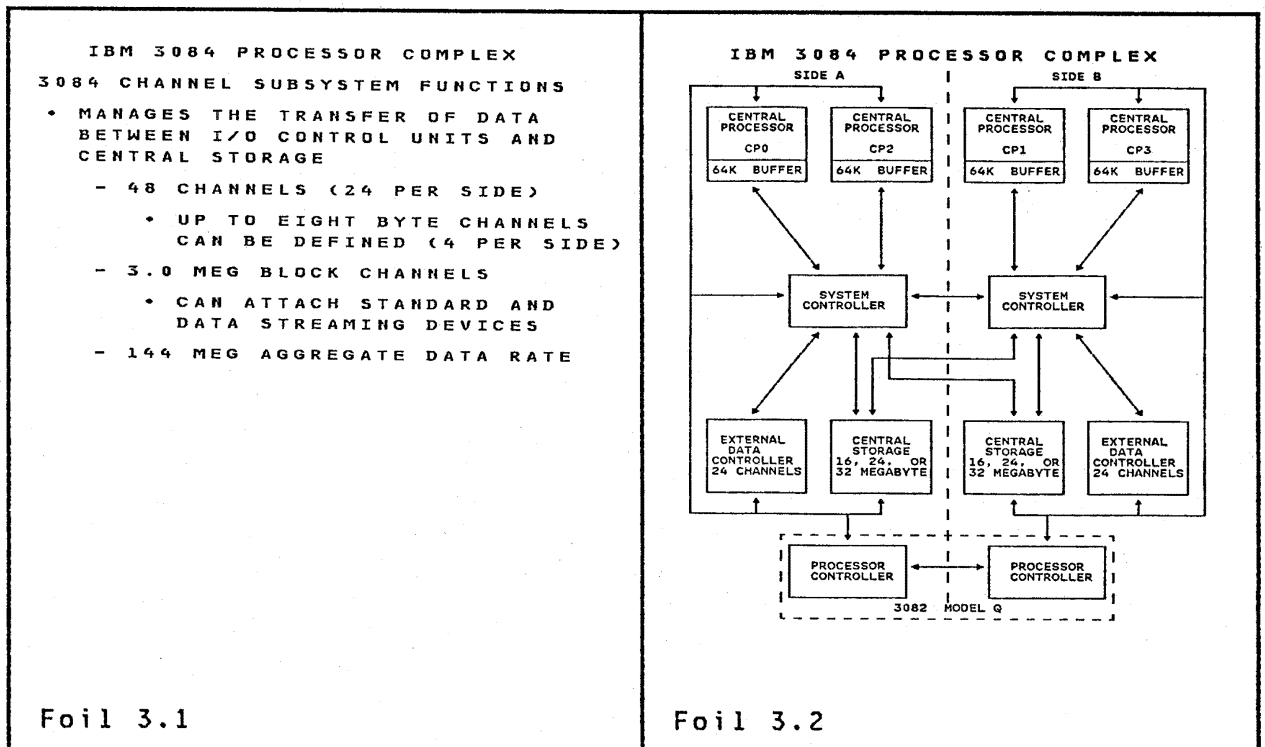 IBM 3084 PROCESSOR COMPLEX
3084 CHANNEL SUBSYSTEM FUNCTIONS
• MANAGES THE TRANSFER OF DATA
BETWEEN I/O CONTROL UNITS AND
CENTRAL STORAGE
- 48 CHANNELS (24 PER SIDE)
• UP TO EIGHT BYTE CHANNELS
CAN BE DEFINED (4 PER SIDE)
- 3.0 MEG BLOCK CHANNELS
• CAN ATTACH STANDARD AND
DATA STREAMING DEVICES
- 144 MEG AGGREGATE DATA RATE
Foil 3.1
IBM 3084 PROCESSOR COMPLEX
SIDE A
SIDE B
CENTRAL
PROCESSOR
CP0
64K BUFFER
CENTRAL
PROCESSOR
CP2
64K BUFFER
CENTRAL
PROCESSOR
CP1
64K BUFFER
CENTRAL
PROCESSOR
CP3
64K BUFFER
SYSTEM
CONTROLLER
SYSTEM
CONTROLLER
EXTERNAL
DATA
CONTROLLER
24 CHANNELS
CENTRAL
STORAGE
16, 24, OR
32 MEGABYTE
CENTRAL
STORAGE
16, 24, OR
32 MEGABYTE
EXTERNAL
DATA
CONTROLLER
24 CHANNELS
PROCESSOR
CONTROLLER
PROCESSOR
CONTROLLER
3082 MODEL Q
Foil 3.2